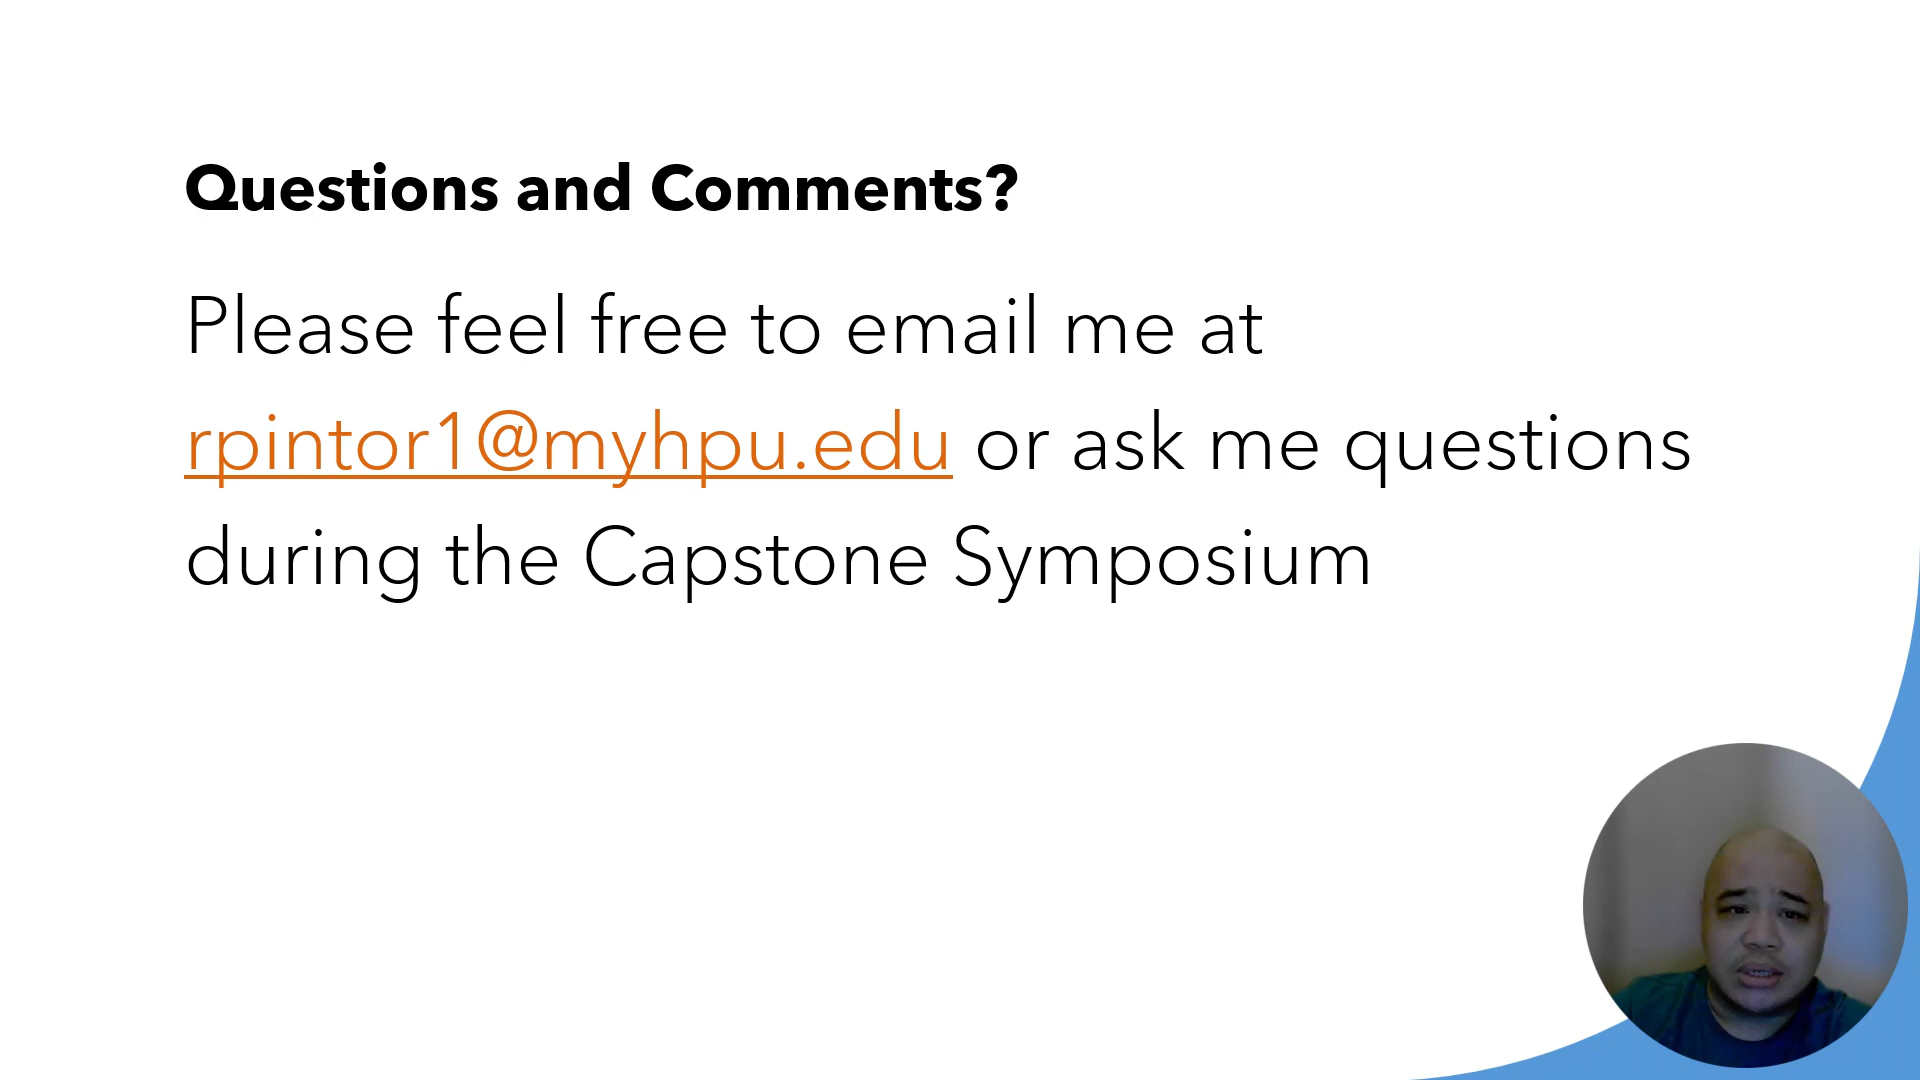 Questions and Comments?
Please feel free to email me at
rpintor1@myhpu.edu or ask me questions
during the Capstone Symposium